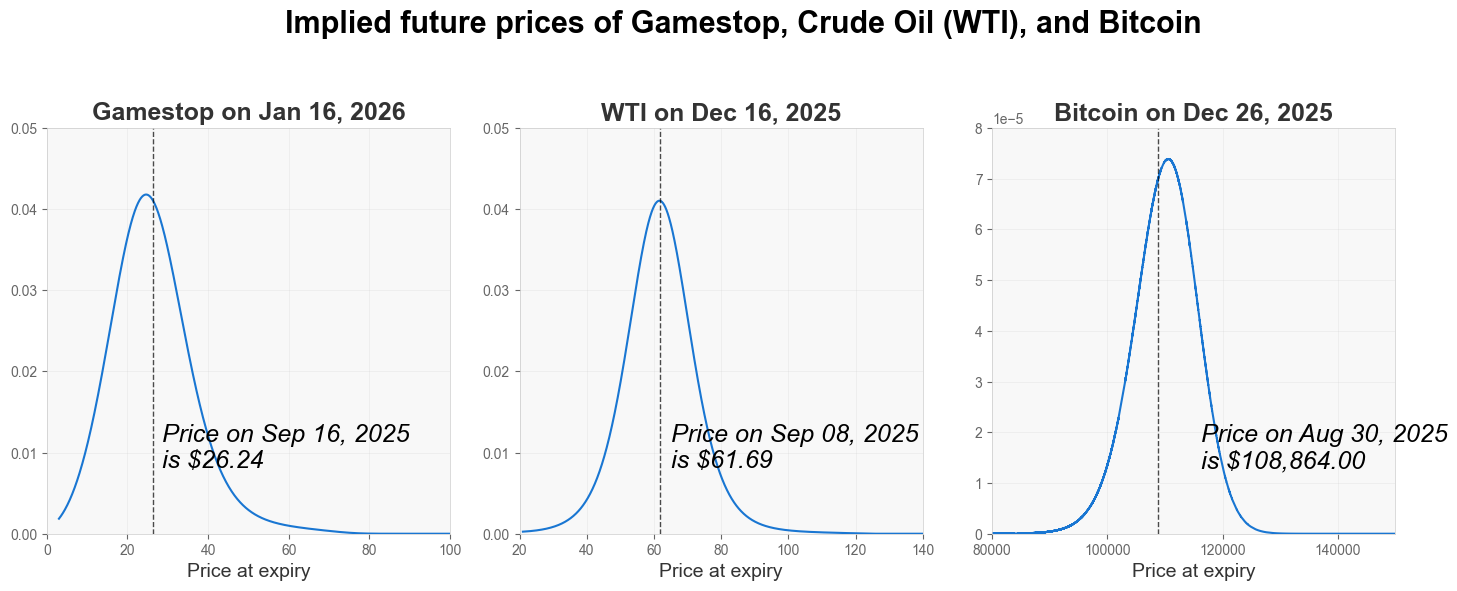 Implied future prices of Gamestop, Crude Oil (WTI), and Bitcoin
Gamestop on Jan 16, 2026
0.05
0.04
0.03
0.02
0.01
0.00
Price on Sep 16, 2025
is $26.24
0 20 40 60 80 100
Price at expiry
WTI on Dec 16, 2025
0.05
0.04
0.03
0.02
0.01
0.00
Price on Sep 08, 2025
is $61.69
20 40 60 80 100 120 140
Price at expiry
Bitcoin on Dec 26, 2025
1e−5
8
7
6
5
4
3
2
1
0
Price on Aug 30, 2025
is $108,864.00
80000 100000 120000 140000
Price at expiry